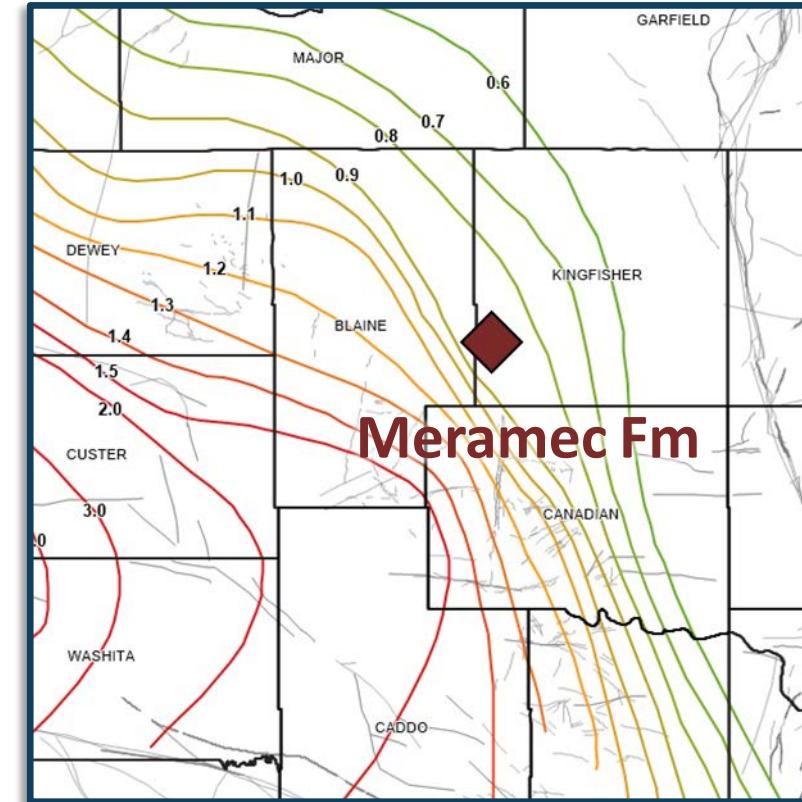 GARFIELD
MAJOR
0.6
0.7
0.8
0.9
1.0
1.1
DEWEY
1.2
KINGFISHER
1.3
BLAINE
1.4
1.5
2.0
Meramec Fm
CUSTER
3.0
CANADIAN
.0
WASHITA
CADDO